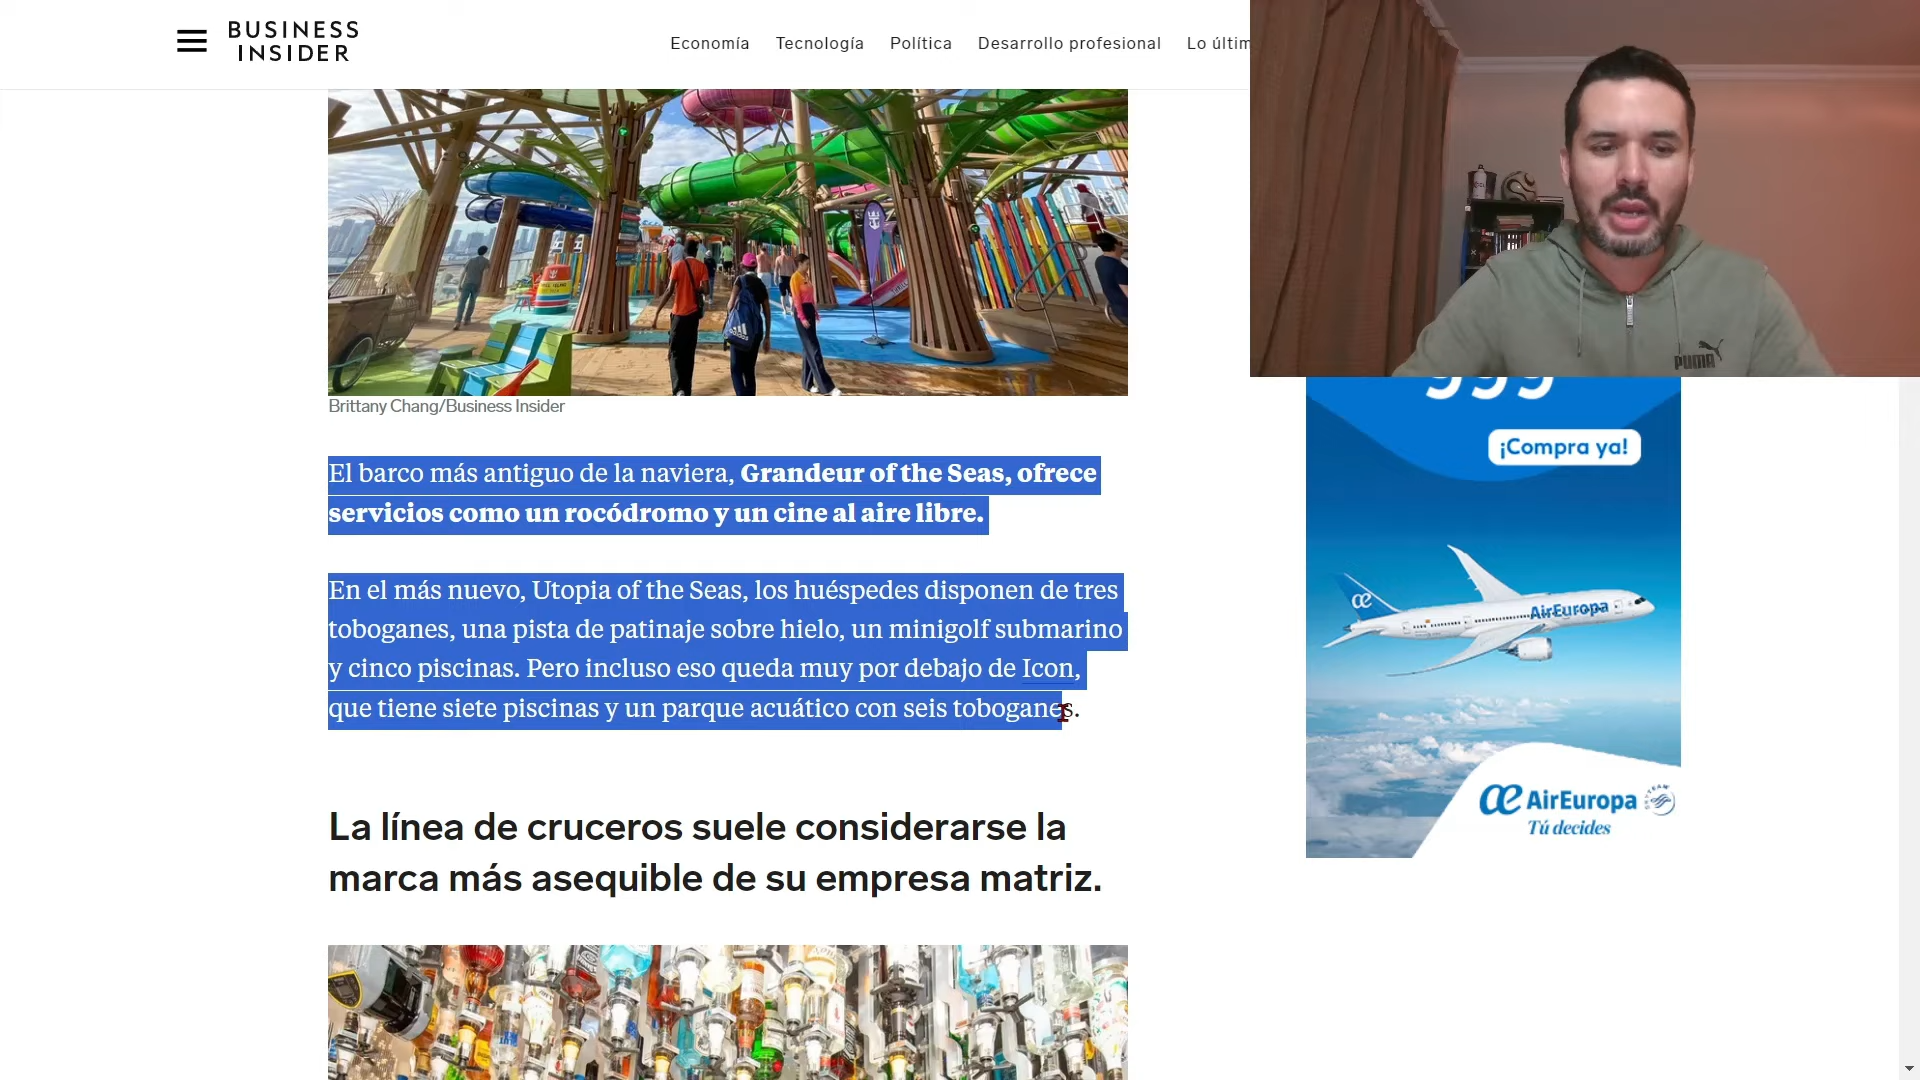 BUSINESS
INSIDER
Economía Tecnología Política Desarrollo profesional Lo últim
PUMA
Brittany Chang/Business Insider
¡Compra ya!
El barco más antiguo de la naviera, Grandeur of the Seas, ofrece
servicios como un rocódromo y un cine al aire libre.
En el más nuevo, Utopia of the Seas, los huéspedes disponen de tres
toboganes, una pista de patinaje sobre hielo, un minigolf submarino
y cinco piscinas. Pero incluso eso queda muy por debajo de Icon,
que tiene siete piscinas y un parque acuático con seis toboganes.
AirEuropa
AirEuropa
Tú decides
La línea de cruceros suele considerarse la
marca más asequible de su empresa matriz.